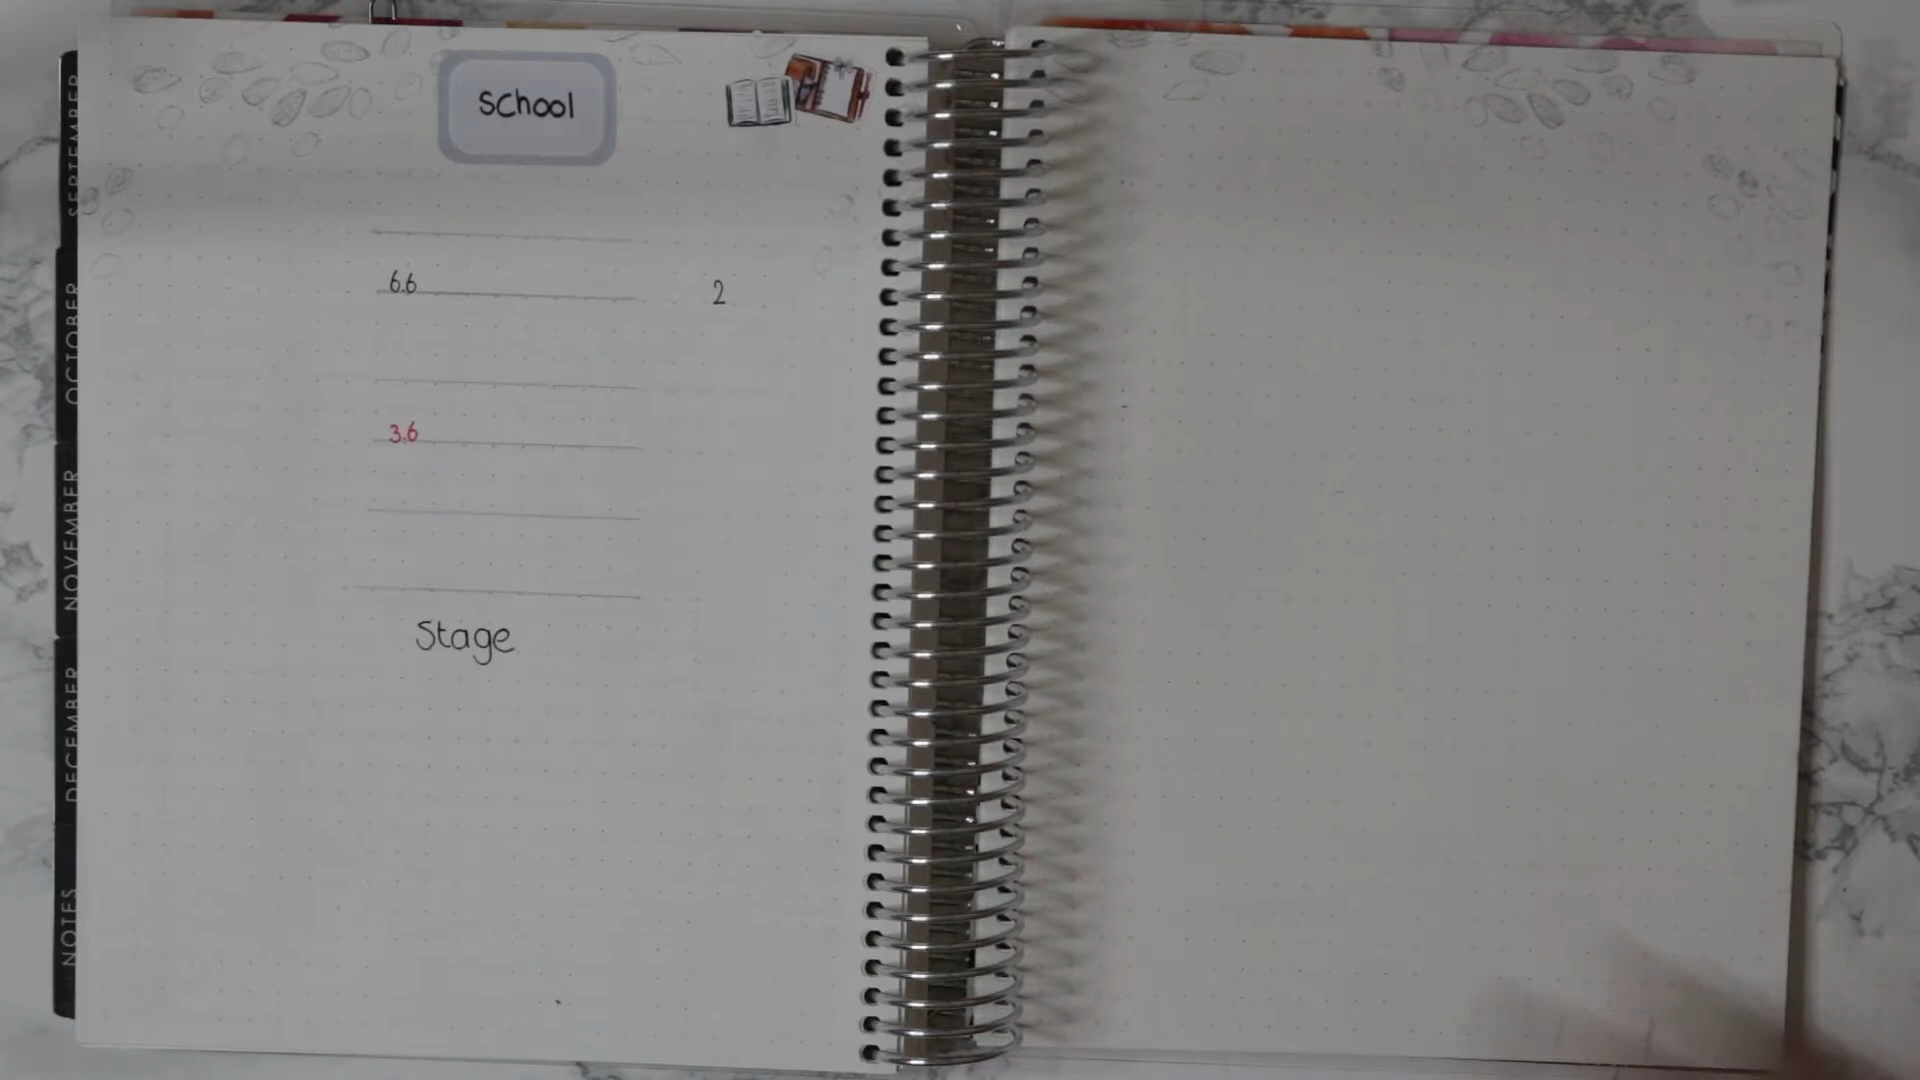 school
6.6 2
3.6
Stage
SEPTEMBER
OCTOBER
NOVEMBER
DECEMBER
NOTES